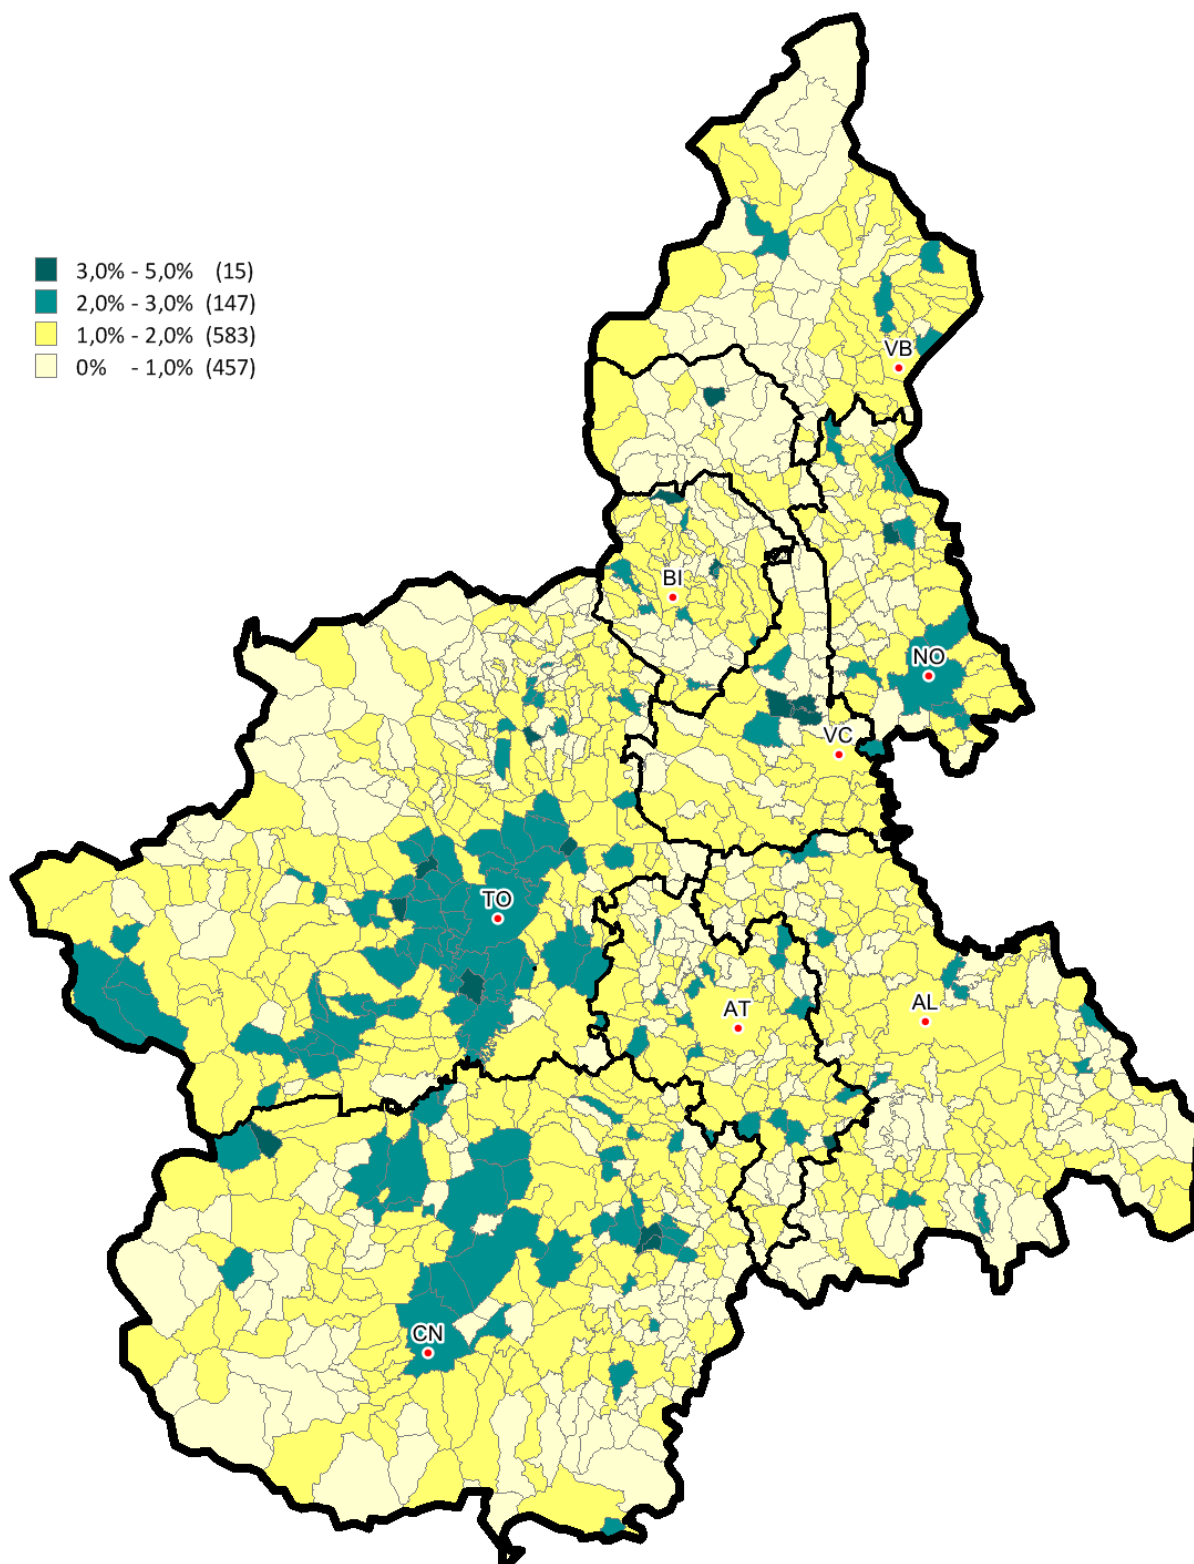 3,0% - 5,0% (15)
2,0% - 3,0% (147)
1,0% - 2,0% (583)
0% - 1,0% (457)
VB
BI
NO
VC
TO
AT
AL
CN